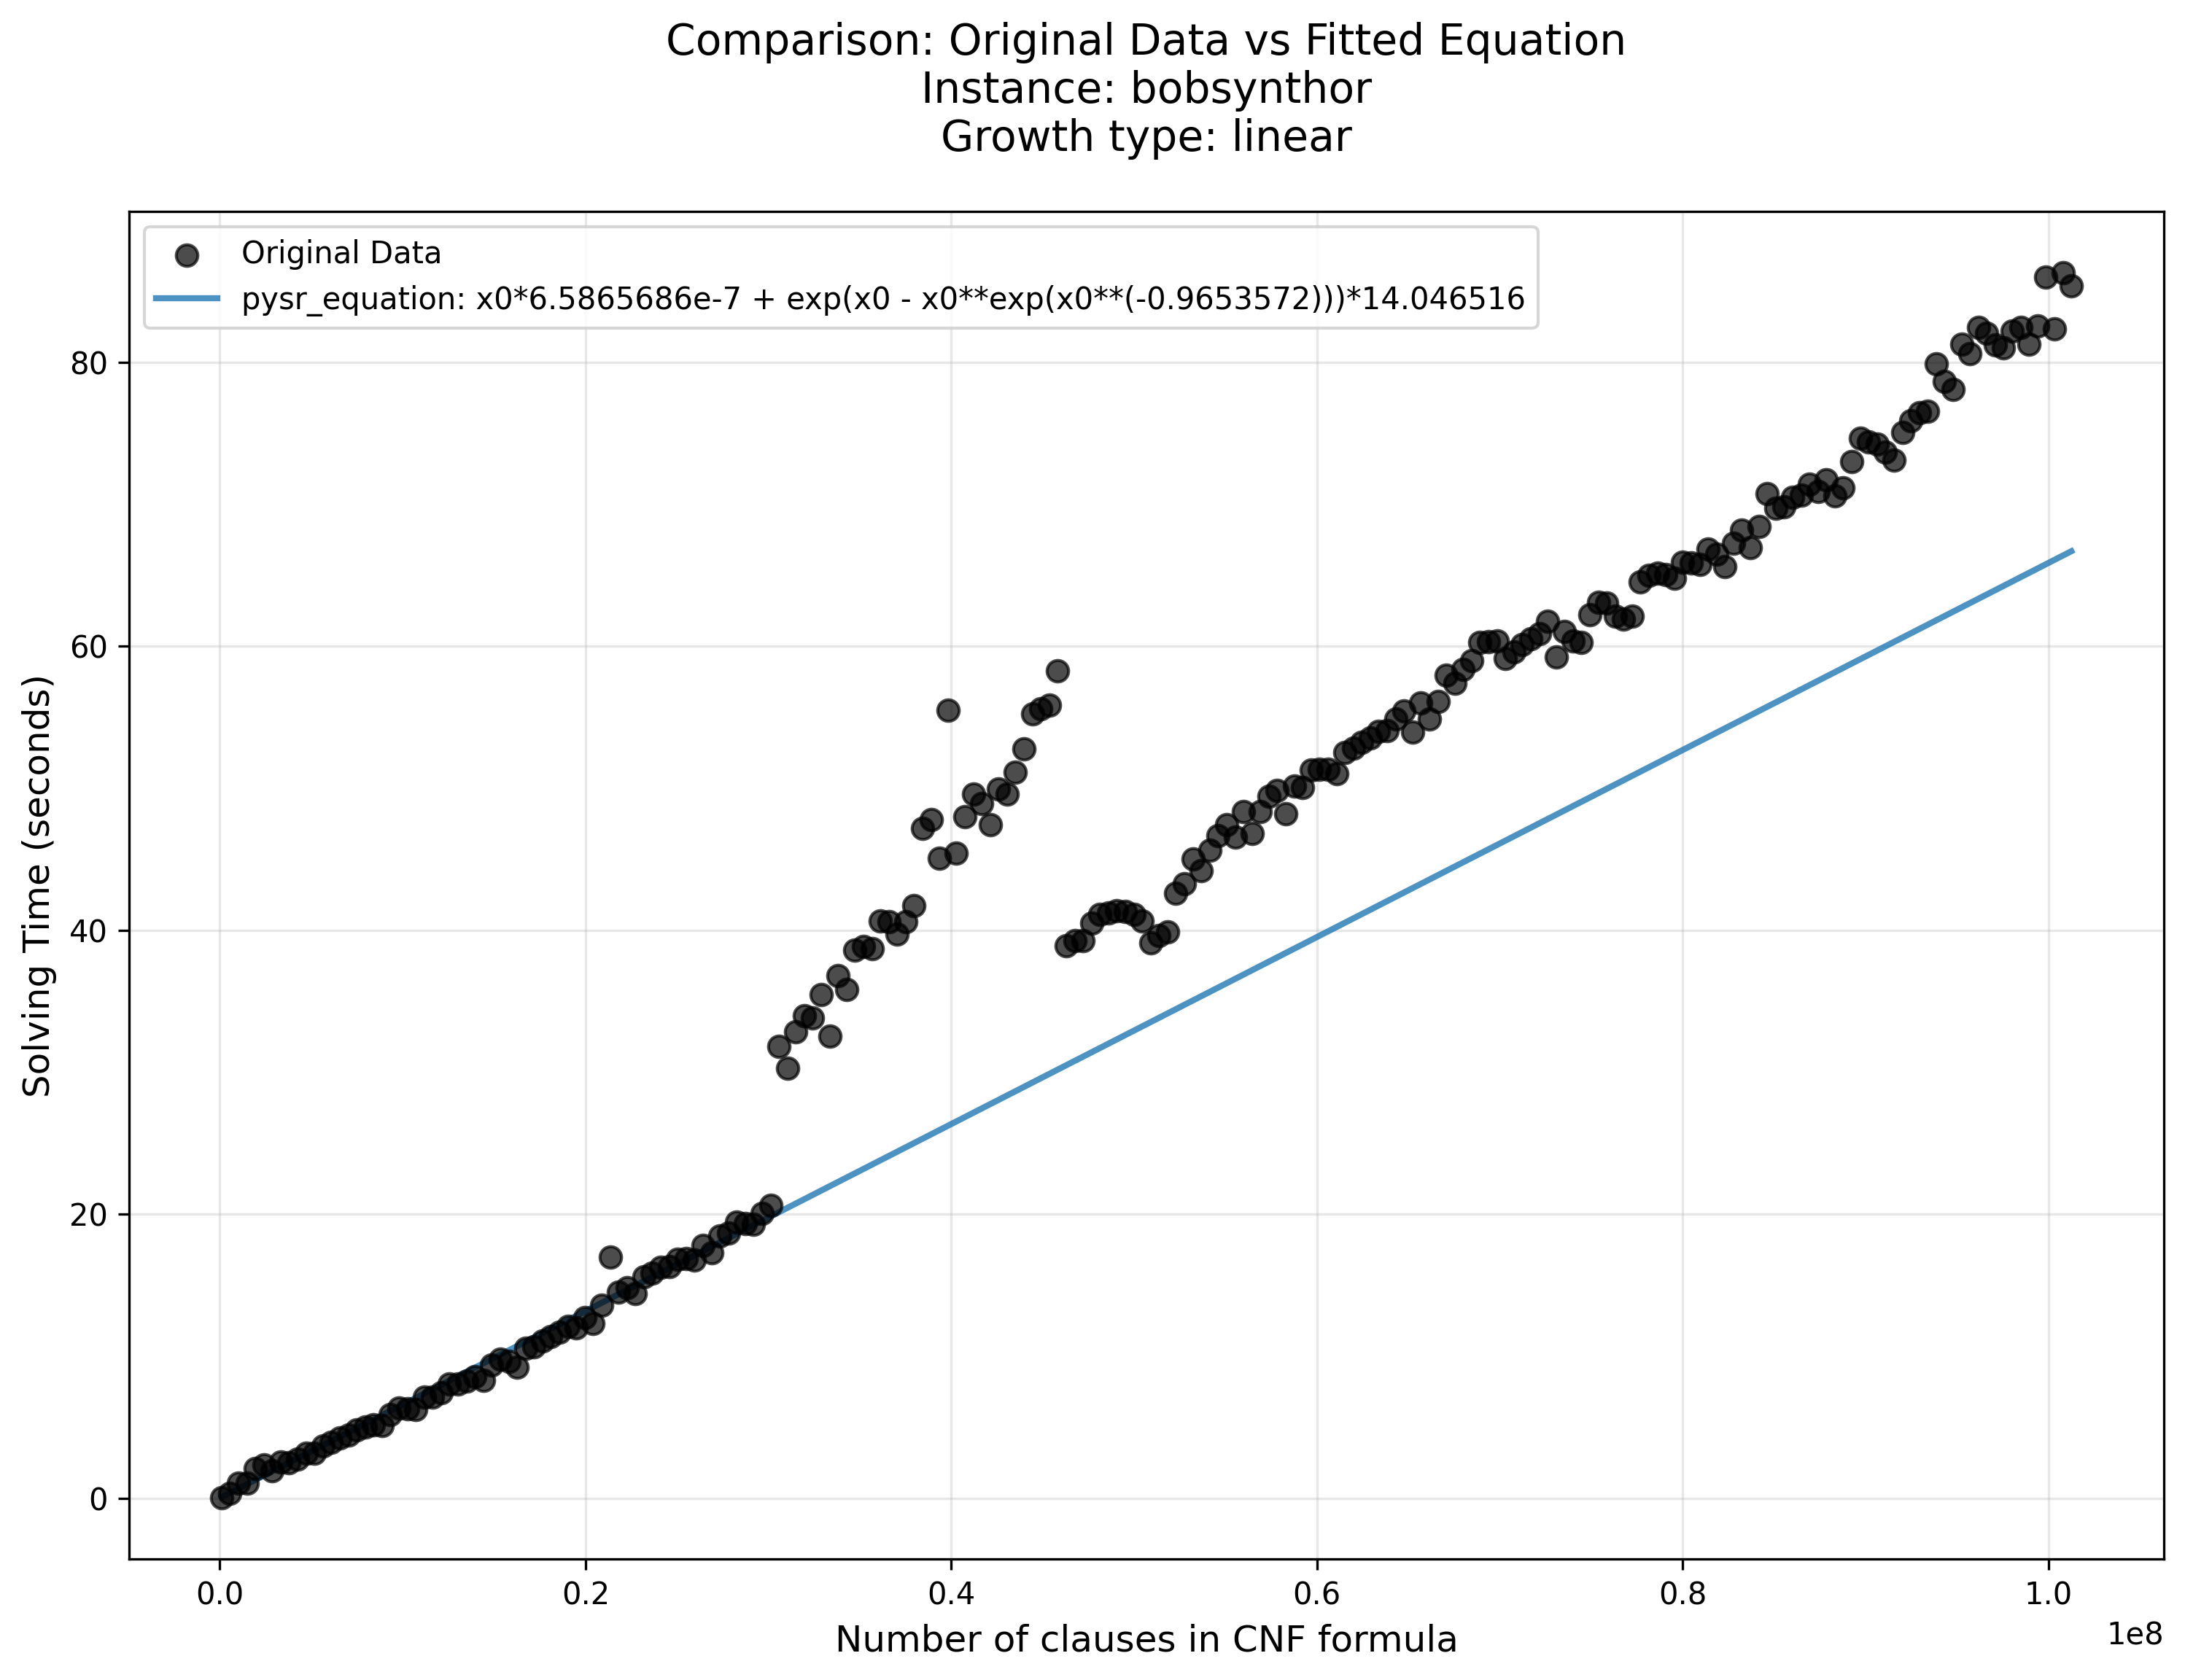 Comparison: Original Data vs Fitted Equation
Instance: bobsynthor
Growth type: linear
Original Data
pysr_equation: x0*6.5865686e-7 + exp(x0 - x0**exp(x0**(-0.9653572)))*14.046516
Solving Time (seconds)
80
60
40
20
0
0.0 0.2 0.4 0.6 0.8 1.0
1e8
Number of clauses in CNF formula